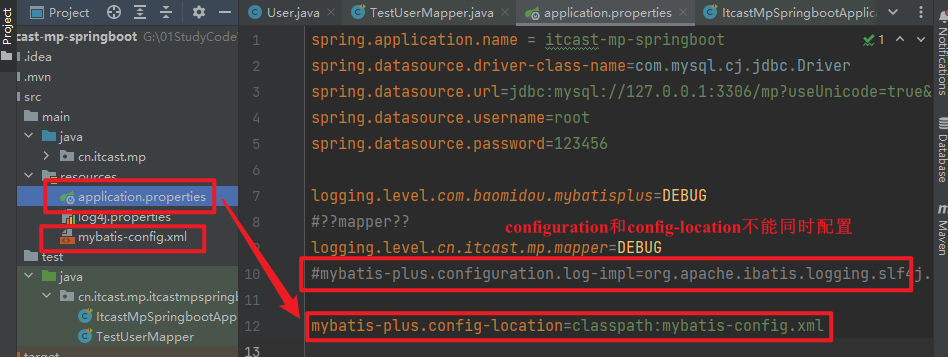 Project
Project
User.java
TestUserMapper.java
application.properties
ItcastMpSpringbootApplic
cast-mp-springboot G:\01StudyCode
.idea
.mvn
src
main
java
cn.itcast.mp
resources
application.properties
log4j.properties
mybatis-config.xml
test
java
cn.itcast.mp.itcastmpspring
ItcastMpSpringbootApp
TestUserMapper
target
1 spring.application.name = itcast-mp-springboot
2 spring.datasource.driver-class-name=com.mysql.cj.jdbc.Driver
3 spring.datasource.url=jdbc:mysql://127.0.0.1:3306/mp?useUnicode=true&
4 spring.datasource.username=root
5 spring.datasource.password=123456
6
7 logging.level.com.baomidou.mybatisplus=DEBUG
8 #??mapper??
9 logging.level.cn.itcast.mp.mapper=DEBUG
10 #mybatis-plus.configuration.log-impl=org.apache.ibatis.logging.slf4j.
11
12 mybatis-plus.config-location=classpath:mybatis-config.xml
13
configuration和config-location不能同时配置
1
Notifications
Database
Maven